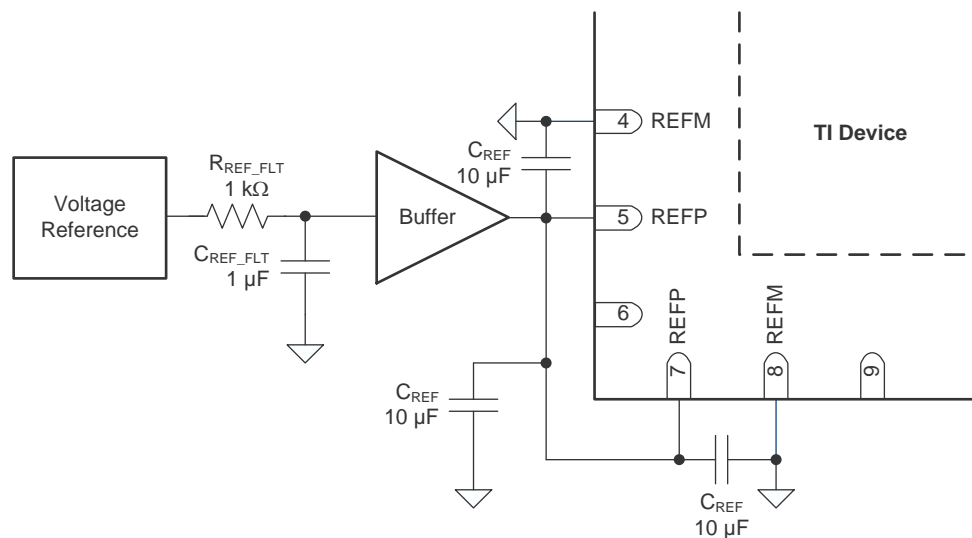 4
REFM
TI Device
C_REF
10 µF
R_REF_FLT
1 kΩ
Voltage
Reference
Buffer
5
REFP
C_REF_FLT
1 µF
6
REFP
REFM
7
8
9
C_REF
10 µF
C_REF
10 µF